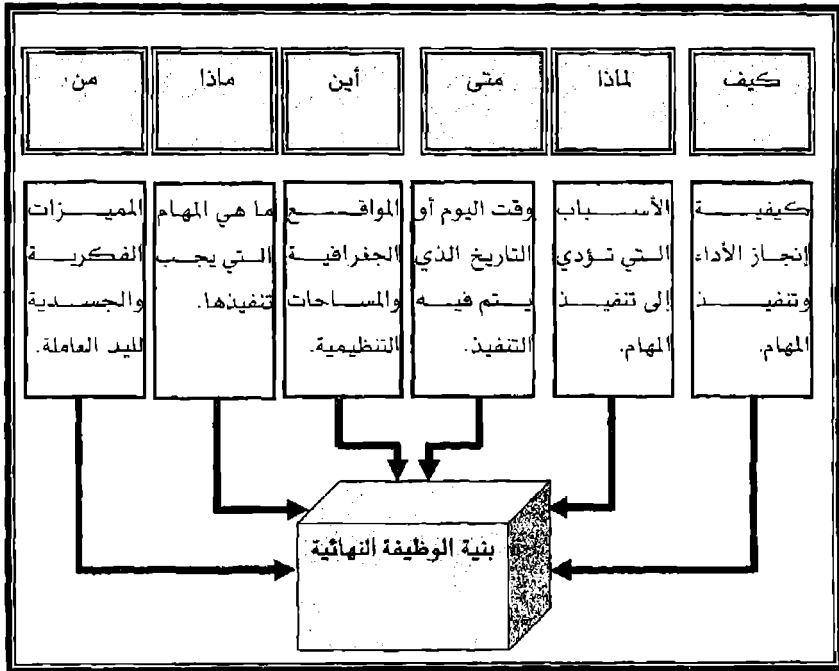 كيف
لماذا
متى
أين
ماذا
من
كيفية
إنجاز الأداء
وتنفيذ
المهام.
الأسباب
التي تؤدي
إلى تنفيذ
المهام.
وقت اليوم أو
التاريخ الذي
يتم فيه
التنفيذ.
المواقع
الجغرافية
والمساحات
التنظيمية.
ما هي المهام
التي يجب
تنفيذها.
المميزات
الفكرية
والجسدية
لليد العاملة.
بنية الوظيفة النهائية